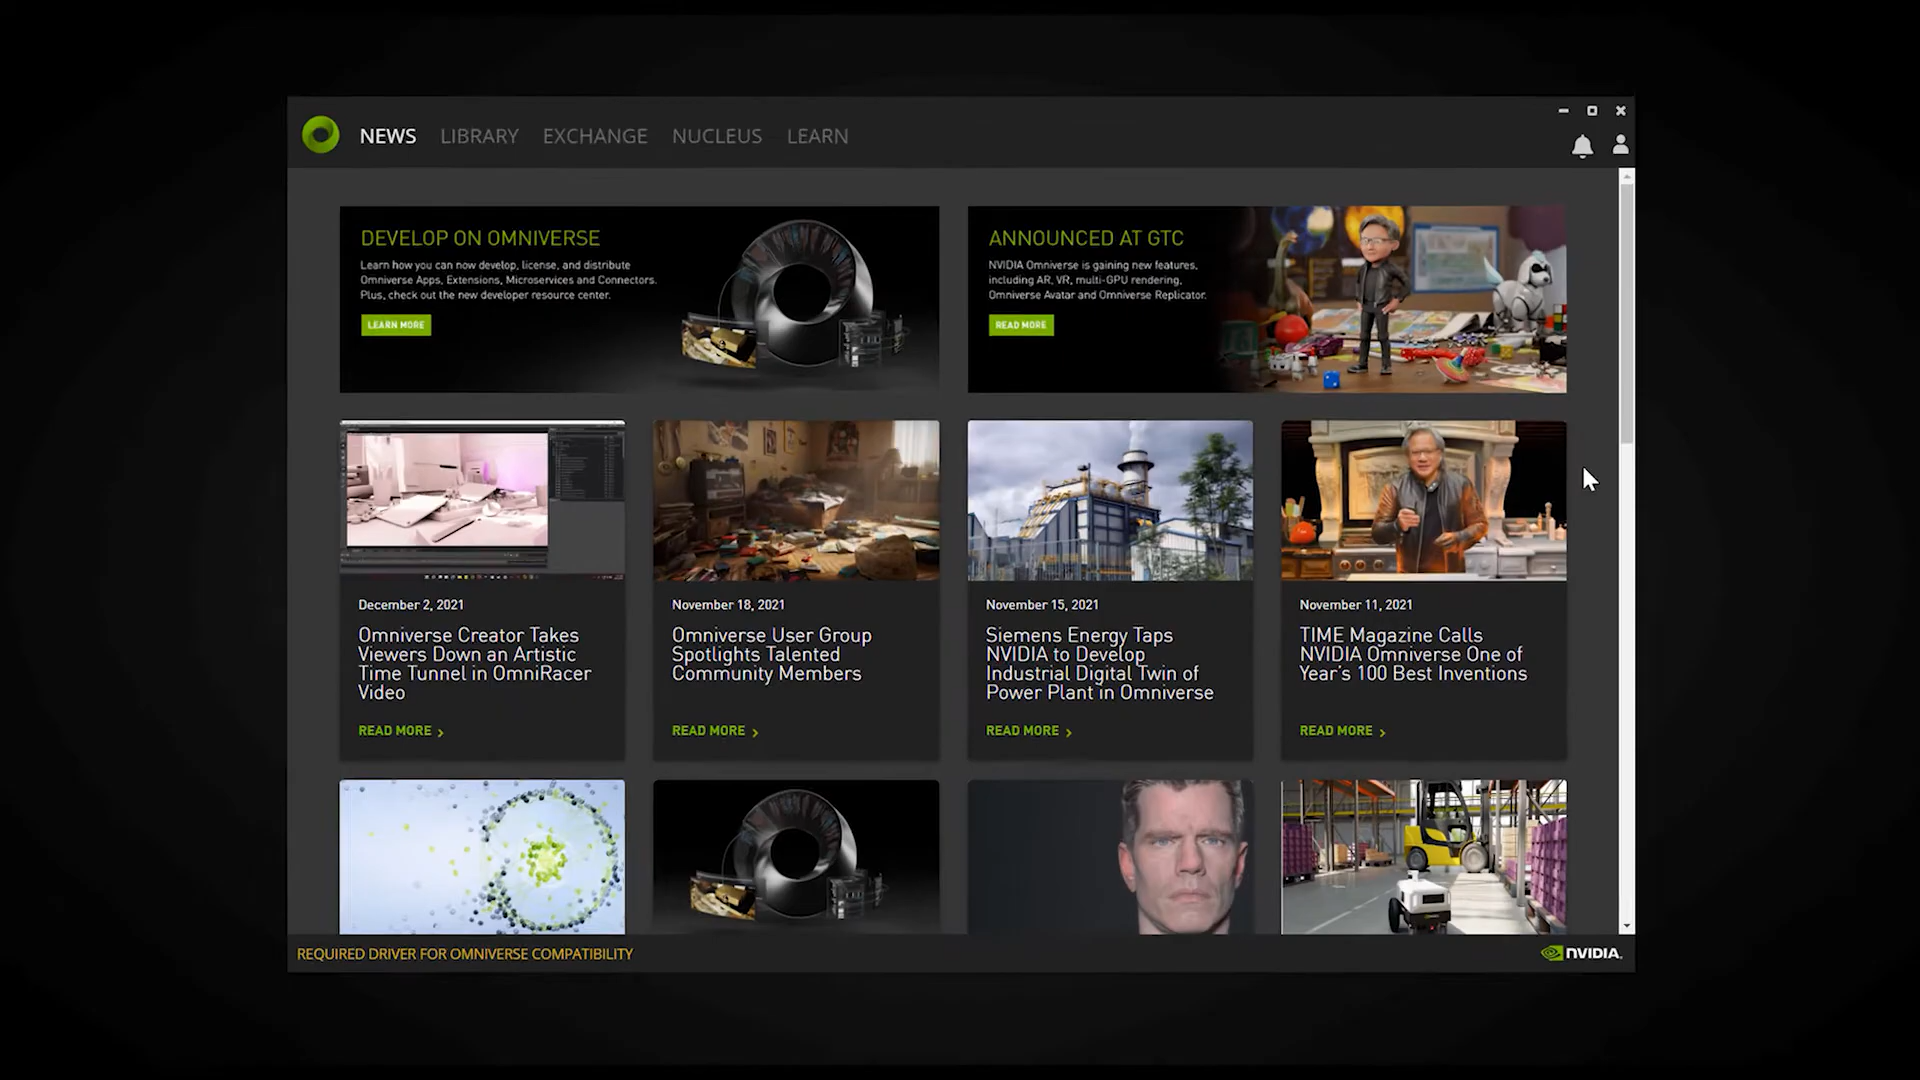 NEWS LIBRARY EXCHANGE NUCLEUS LEARN
DEVELOP ON OMNIVERSE
Learn how you can now develop, license, and distribute
Omniverse Apps, Extensions, Microservices and Connectors.
Plus, check out the new developer resource center.
LEARN MORE
ANNOUNCED AT GTC
NVIDIA Omniverse is gaining new features,
including AR, VR, multi-GPU rendering,
Omniverse Avatar and Omniverse Replicator.
READ MORE
December 2, 2021
Omniverse Creator Takes
Viewers Down an Artistic
Time Tunnel in OmniRacer
Video
READ MORE
November 18, 2021
Omniverse User Group
Spotlights Talented
Community Members
READ MORE
November 15, 2021
Siemens Energy Taps
NVIDIA to Develop
Industrial Digital Twin of
Power Plant in Omniverse
READ MORE
November 11, 2021
TIME Magazine Calls
NVIDIA Omniverse One of
Year's 100 Best Inventions
READ MORE
REQUIRED DRIVER FOR OMNIVERSE COMPATIBILITY
NVIDIA.